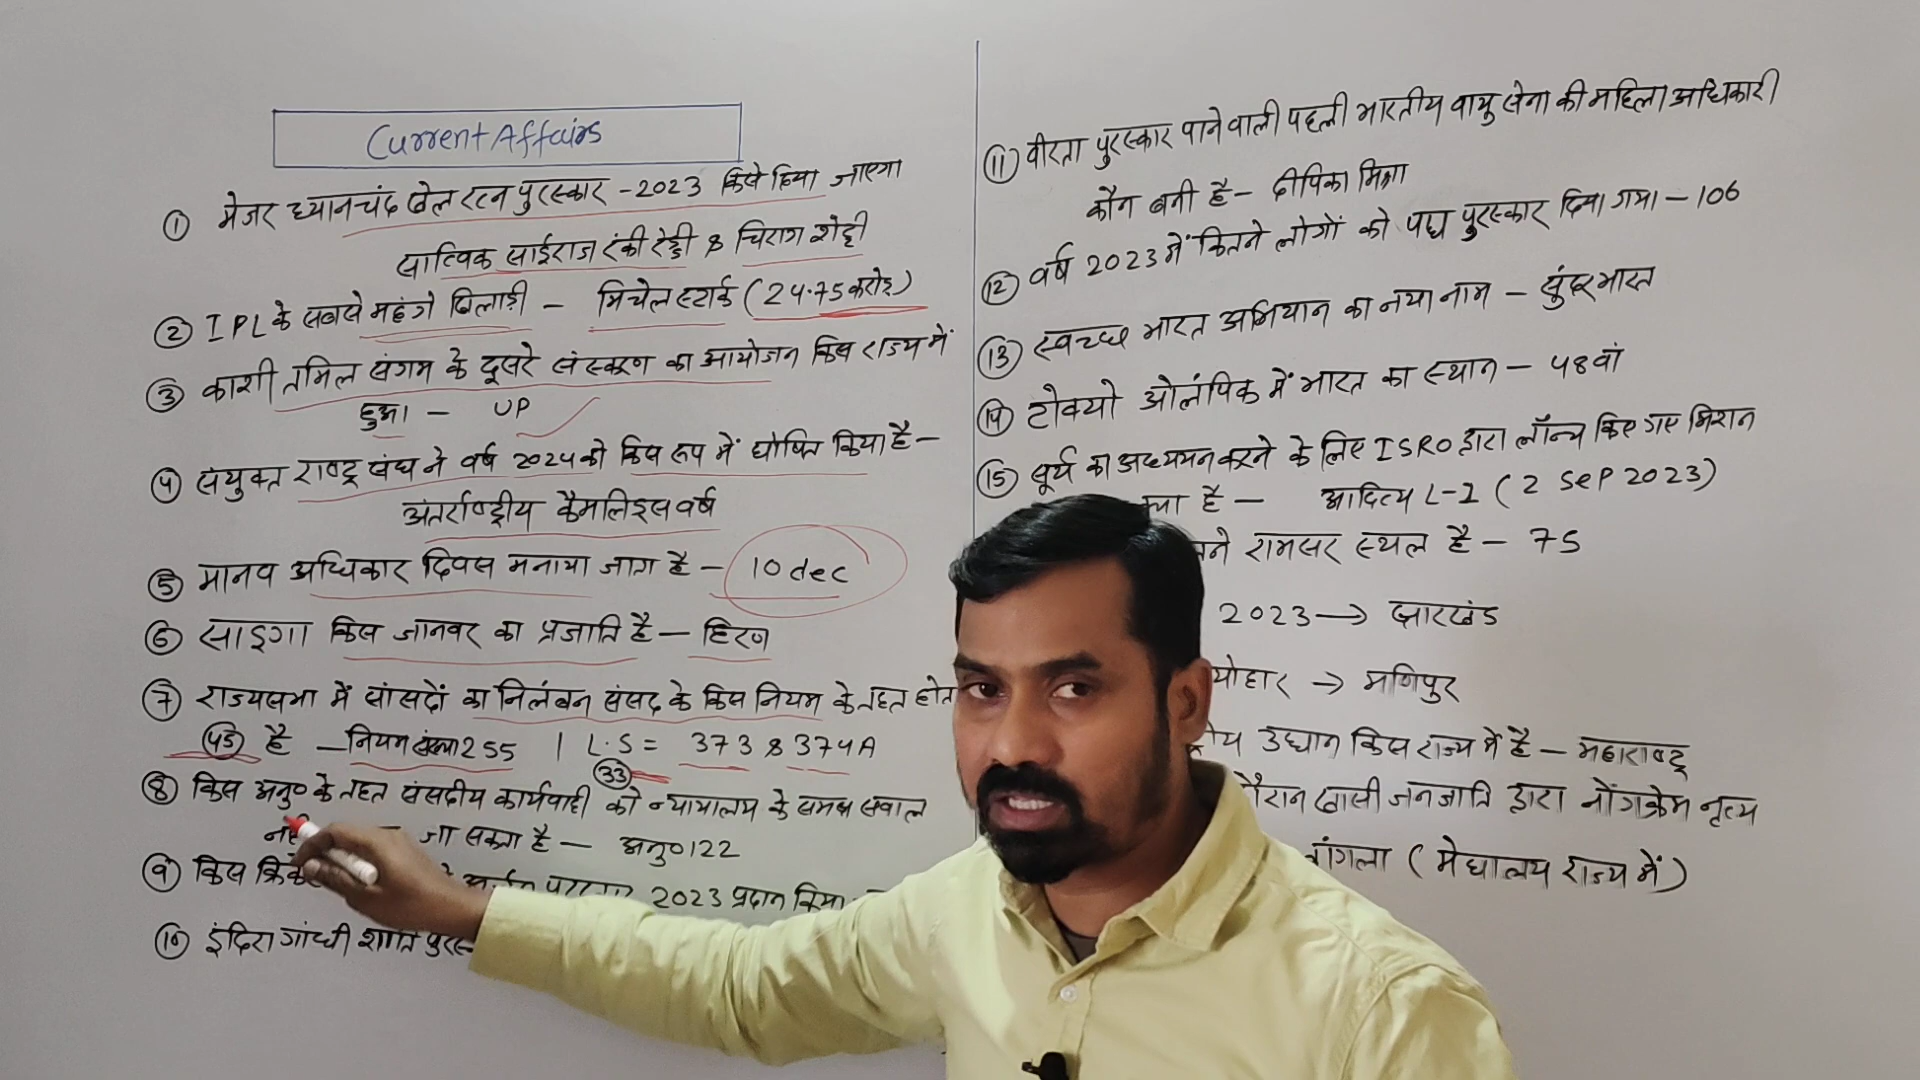 Current Affairs
① मेजर ध्यानचंद खेल रत्न पुरस्कार - 2023 किसे दिया जाएगा
सात्विक साईराज रंकी रेड्डी & चिराग शेट्टी
② IPL के सबसे महंगे खिलाड़ी - मिचेल स्टार्क (24.75 करोड़)
③ काशी तमिल संगम के दूसरे संस्करण का आयोजन किस राज्य में
हुआ - UP
④ संयुक्त राष्ट्र संघ ने वर्ष 2024 को किस रूप में घोषित किया है -
अंतर्राष्ट्रीय कैमलिड्स वर्ष
⑤ मानव अधिकार दिवस मनाया जाता है - 10 dec
⑥ साइगा किस जानवर का प्रजाति है - हिरण
⑦ राज्यसभा में सांसदों का निलंबन संसद के किस नियम के तहत होता
(45) है - नियम संख्या 255 | L.S = 373 & 374A
(33)
⑧ किस अनु० के तहत संसदीय कार्यवाही को न्यायालय के समक्ष सवाल
जा सकता है - अनु० 122
⑨ किस 2023 प्रदान किया
⑩ इंदिरा गांधी शांति
⑪ वीरता पुरस्कार पाने वाली पहली भारतीय वायु सेना की महिला अधिकारी
कौन बनी है - दीपिका मिश्रा
⑫ वर्ष 2023 में कितने लोगों को पद्म पुरस्कार दिया गया - 106
⑬ स्वच्छ भारत अभियान का नया नाम - सुंदर भारत
⑭ टोक्यो ओलंपिक में भारत का स्थान - 48वां
⑮ सूर्य का अध्ययन करने के लिए ISRO द्वारा लॉन्च किए गए मिशन
है - आदित्य L-1 (2 Sep 2023)
रामसर स्थल है - 75
2023 → झारखंड
→ मणिपुर
उद्यान किस राज्य में है - महाराष्ट्र
खासी जनजाति द्वारा नोंगक्रेम नृत्य
(मेघालय राज्य में)